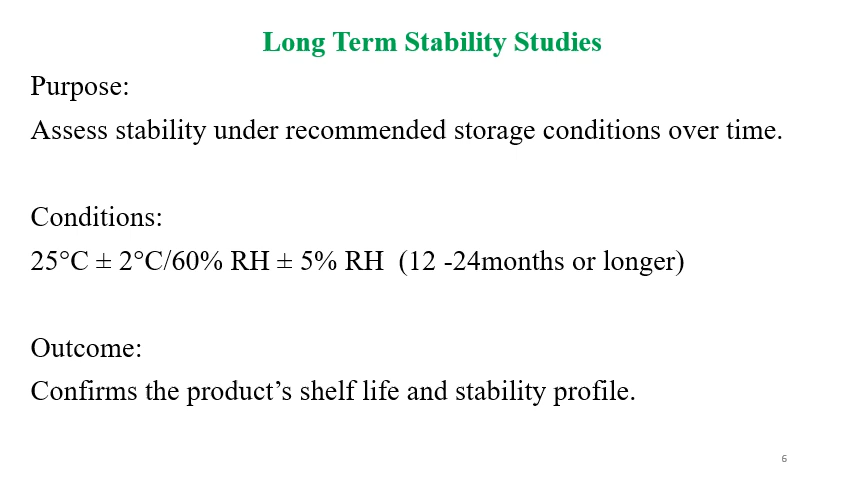 Long Term Stability Studies
Purpose:
Assess stability under recommended storage conditions over time.
Conditions:
25°C ± 2°C/60% RH ± 5% RH  (12 -24months or longer)
Outcome:
Confirms the product’s shelf life and stability profile.
6